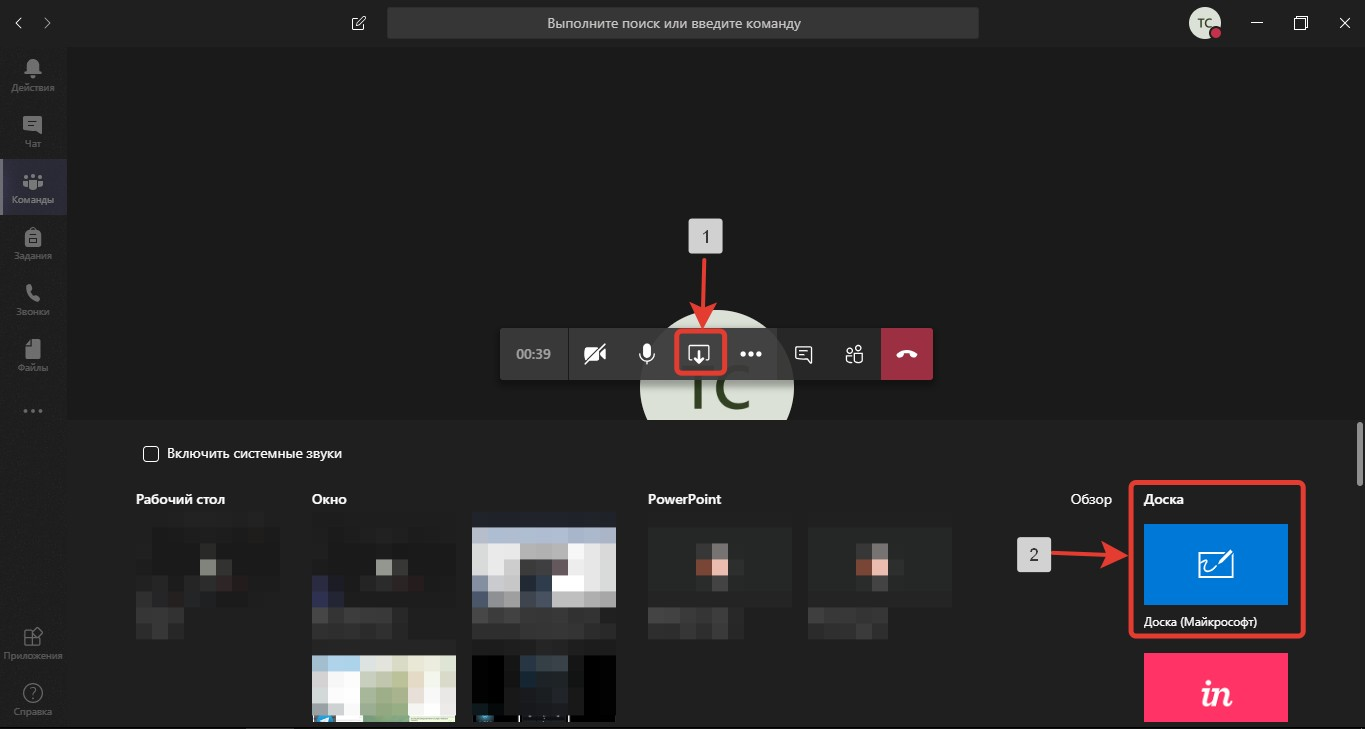 Выполните поиск или введите команду
TC
Действия
Чат
Команды
Задания
Звонки
Файлы
1
00:39
TC
Включить системные звуки
Рабочий стол
Окно
PowerPoint
Обзор
Доска
2
Доска (Майкрософт)
in
Приложения
Справка